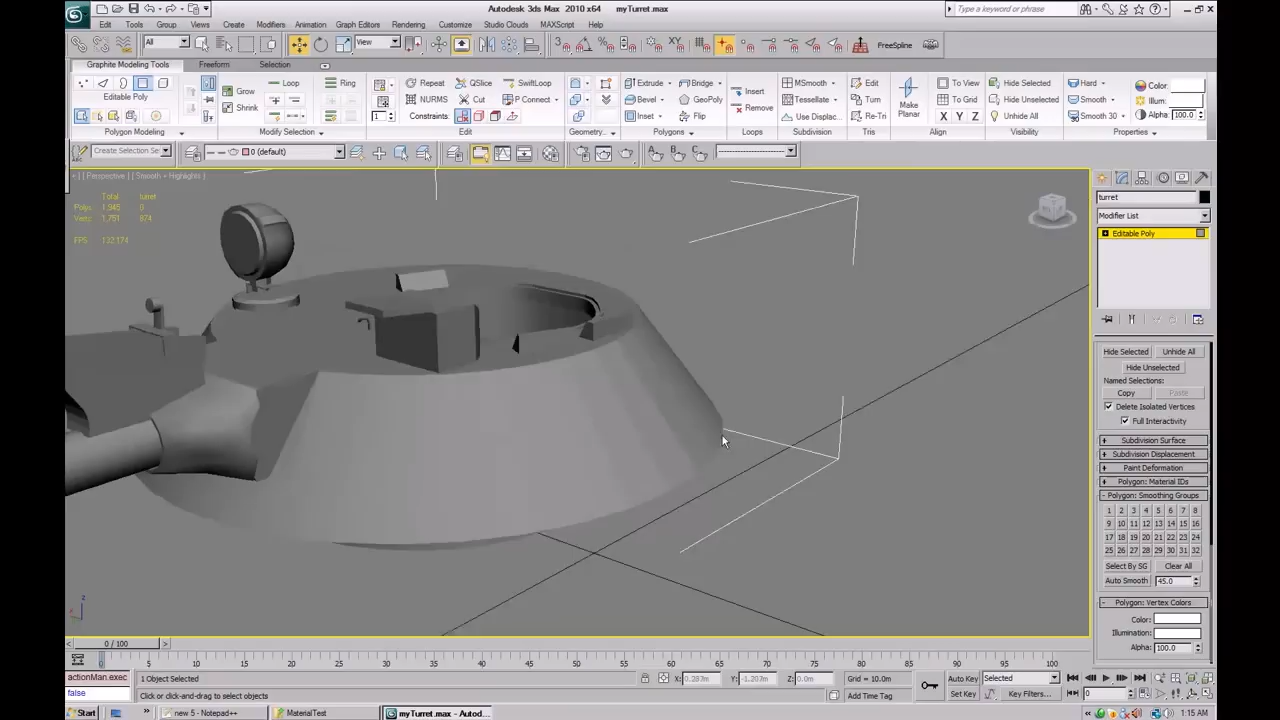 Autodesk 3ds Max 2010 x64 myTurret.max
Type a keyword or phrase
Edit Tools Group Views Create Modifiers Animation Graph Editors Rendering Customize Studio Clouds MAXScript Help
All View FreeSpline
Graphite Modeling Tools Freeform Selection
Loop Ring Repeat QSlice SwiftLoop Extrude Bridge Insert MSmooth Edit To View Hide Selected Hard Color:
Grow NURMS Cut P Connect Bevel GeoPoly Tessellate Turn Make Planar To Grid Hide Unselected Smooth Illum:
Editable Poly
Shrink 1 Constraints: Inset Flip Remove Use Displac... Re-Tri X Y Z Unhide All Smooth 30 Alpha: 100.0
Polygon Modeling Modify Selection Edit Geometry... Polygons Loops Subdivision Tris Align Visibility Properties
Create Selection Se 0 (default)
+ ] [ Perspective ] [ Smooth + Highlights ]
Total turret
Polys: 1,945 0
Verts: 1,751 874
FPS: 132.174
turret
Modifier List
Editable Poly
Hide Selected Unhide All
Hide Unselected
Named Selections:
Copy Paste
Delete Isolated Vertices
Full Interactivity
+ Subdivision Surface
+ Subdivision Displacement
+ Paint Deformation
+ Polygon: Material IDs
- Polygon: Smoothing Groups
1 2 3 4 5 6 7 8
9 10 11 12 13 14 15 16
17 18 19 20 21 22 23 24
25 26 27 28 29 30 31 32
Select By SG Clear All
Auto Smooth 45.0
- Polygon: Vertex Colors
Color:
Illumination:
Alpha: 100.0
z
x
< 0 / 100 >
0 5 10 15 20 25 30 35 40 45 50 55 60 65 70 75 80 85 90 95 100
actionMan.exec 1 Object Selected X: 0.287m Y: -1.207m Z: 0.0m Grid = 10.0m Auto Key Selected
false Click or click-and-drag to select objects Add Time Tag Set Key Key Filters... 0
Start new 5 - Notepad++ MaterialTest myTurret.max - Autod... 1:15 AM